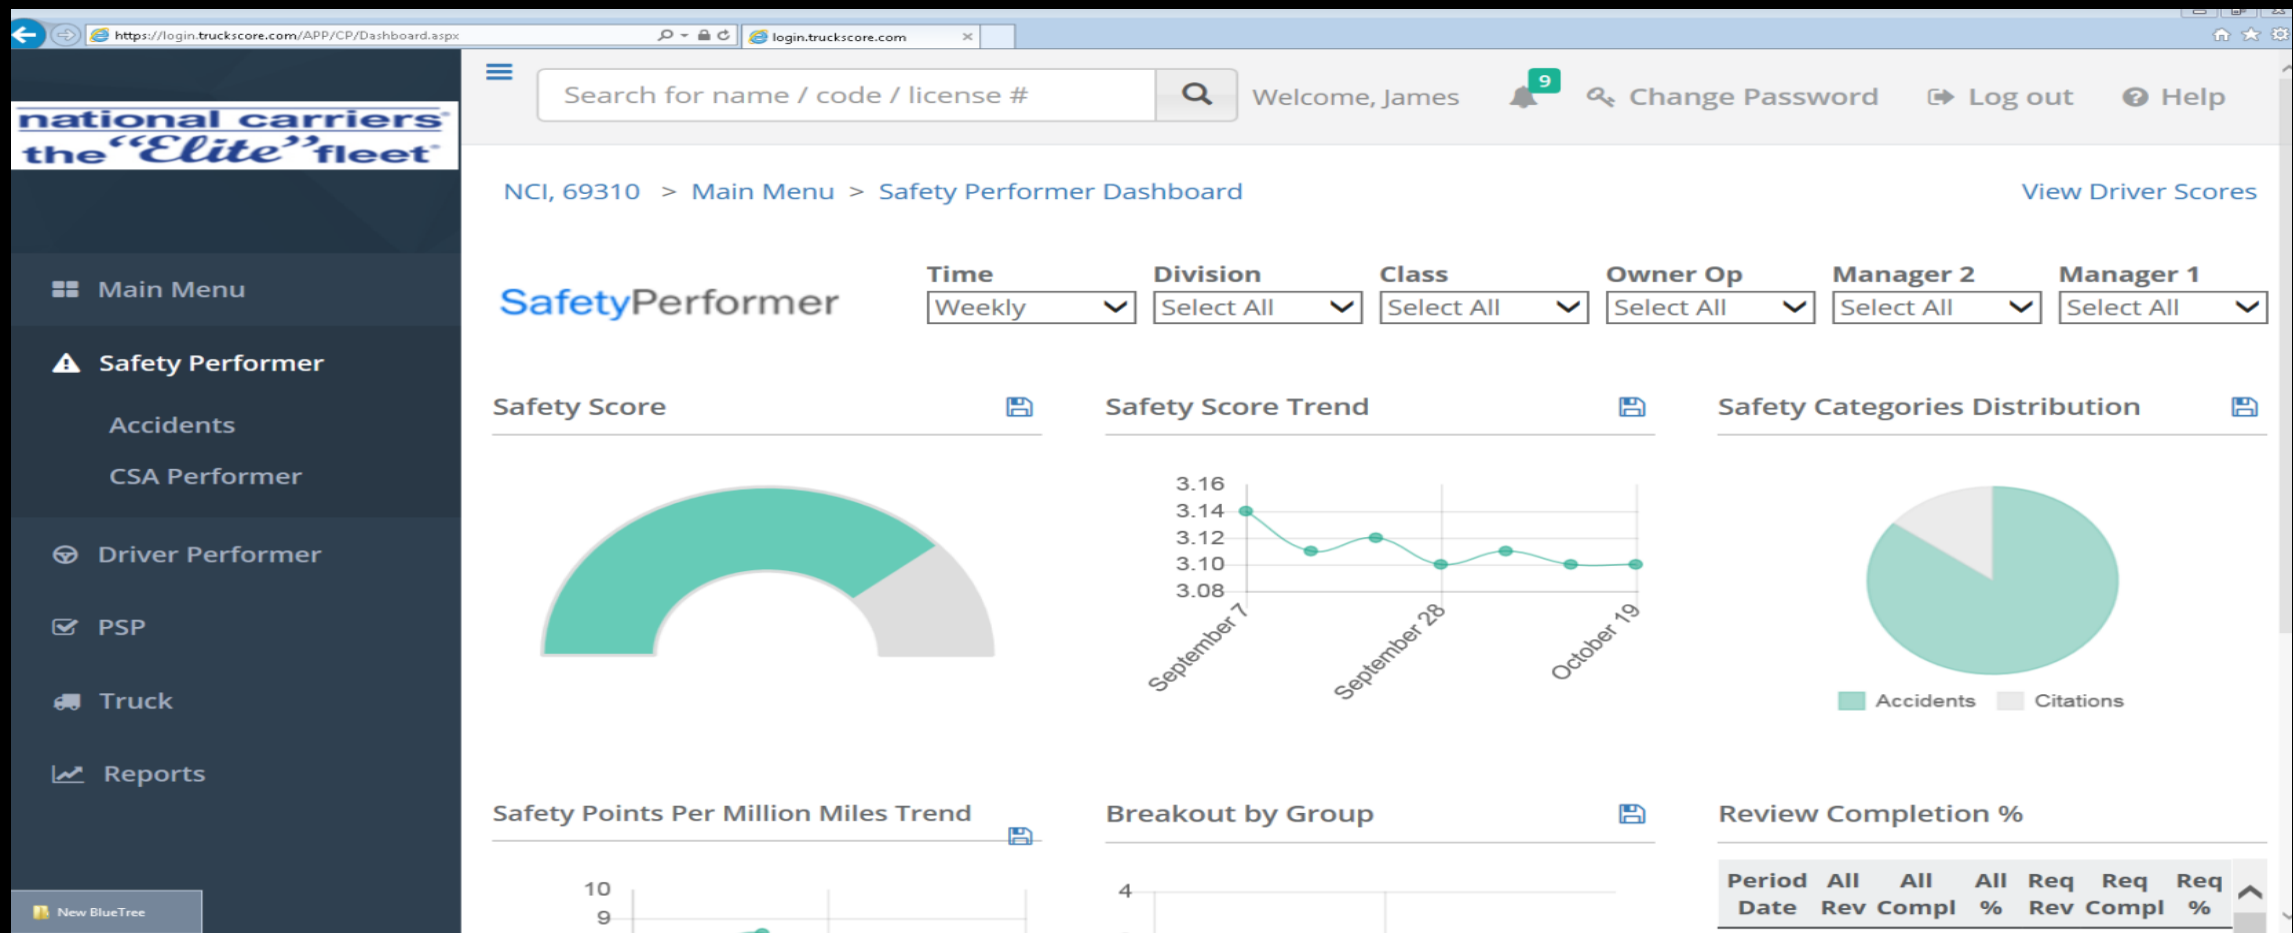 https://login.truckscore.com/APP/CP/Dashboard.aspx
login.truckscore.com
national carriers
the "Elite" fleet
Search for name / code / license #
Welcome, James
9
Change Password
Log out
Help
NCI, 69310 > Main Menu > Safety Performer Dashboard
View Driver Scores
Main Menu
Safety Performer
Accidents
CSA Performer
Driver Performer
PSP
Truck
Reports
New BlueTree
SafetyPerformer
Time Division Class Owner Op Manager 2 Manager 1
Weekly Select All Select All Select All Select All Select All
Safety Score
Safety Score Trend
3.16
3.14
3.12
3.10
3.08
September 7
September 28
October 19
Safety Categories Distribution
Accidents Citations
Safety Points Per Million Miles Trend
10
9
Breakout by Group
4
Review Completion %
Period All All All Req Req Req
Date Rev Compl % Rev Compl %